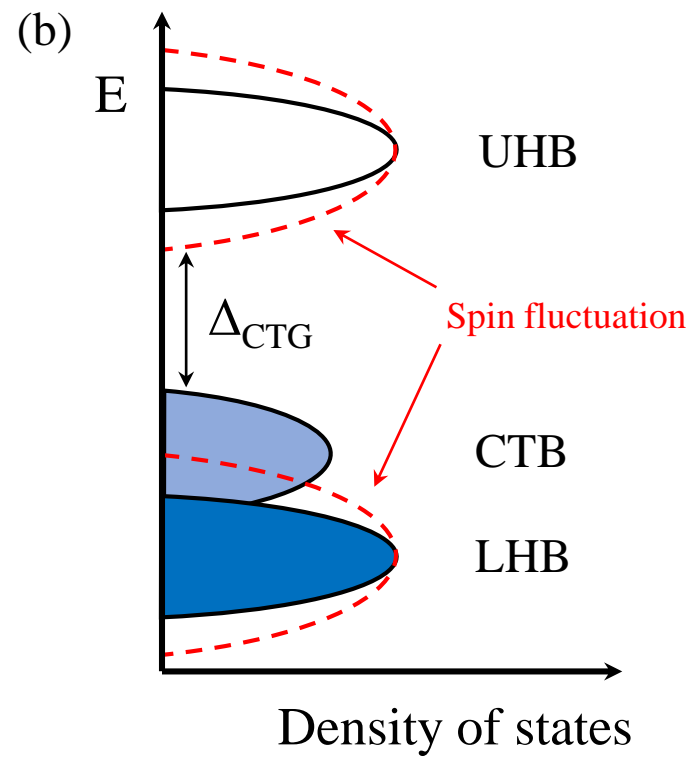 (b)
E
UHB
Δ_CTG
Spin fluctuation
CTB
LHB
Density of states